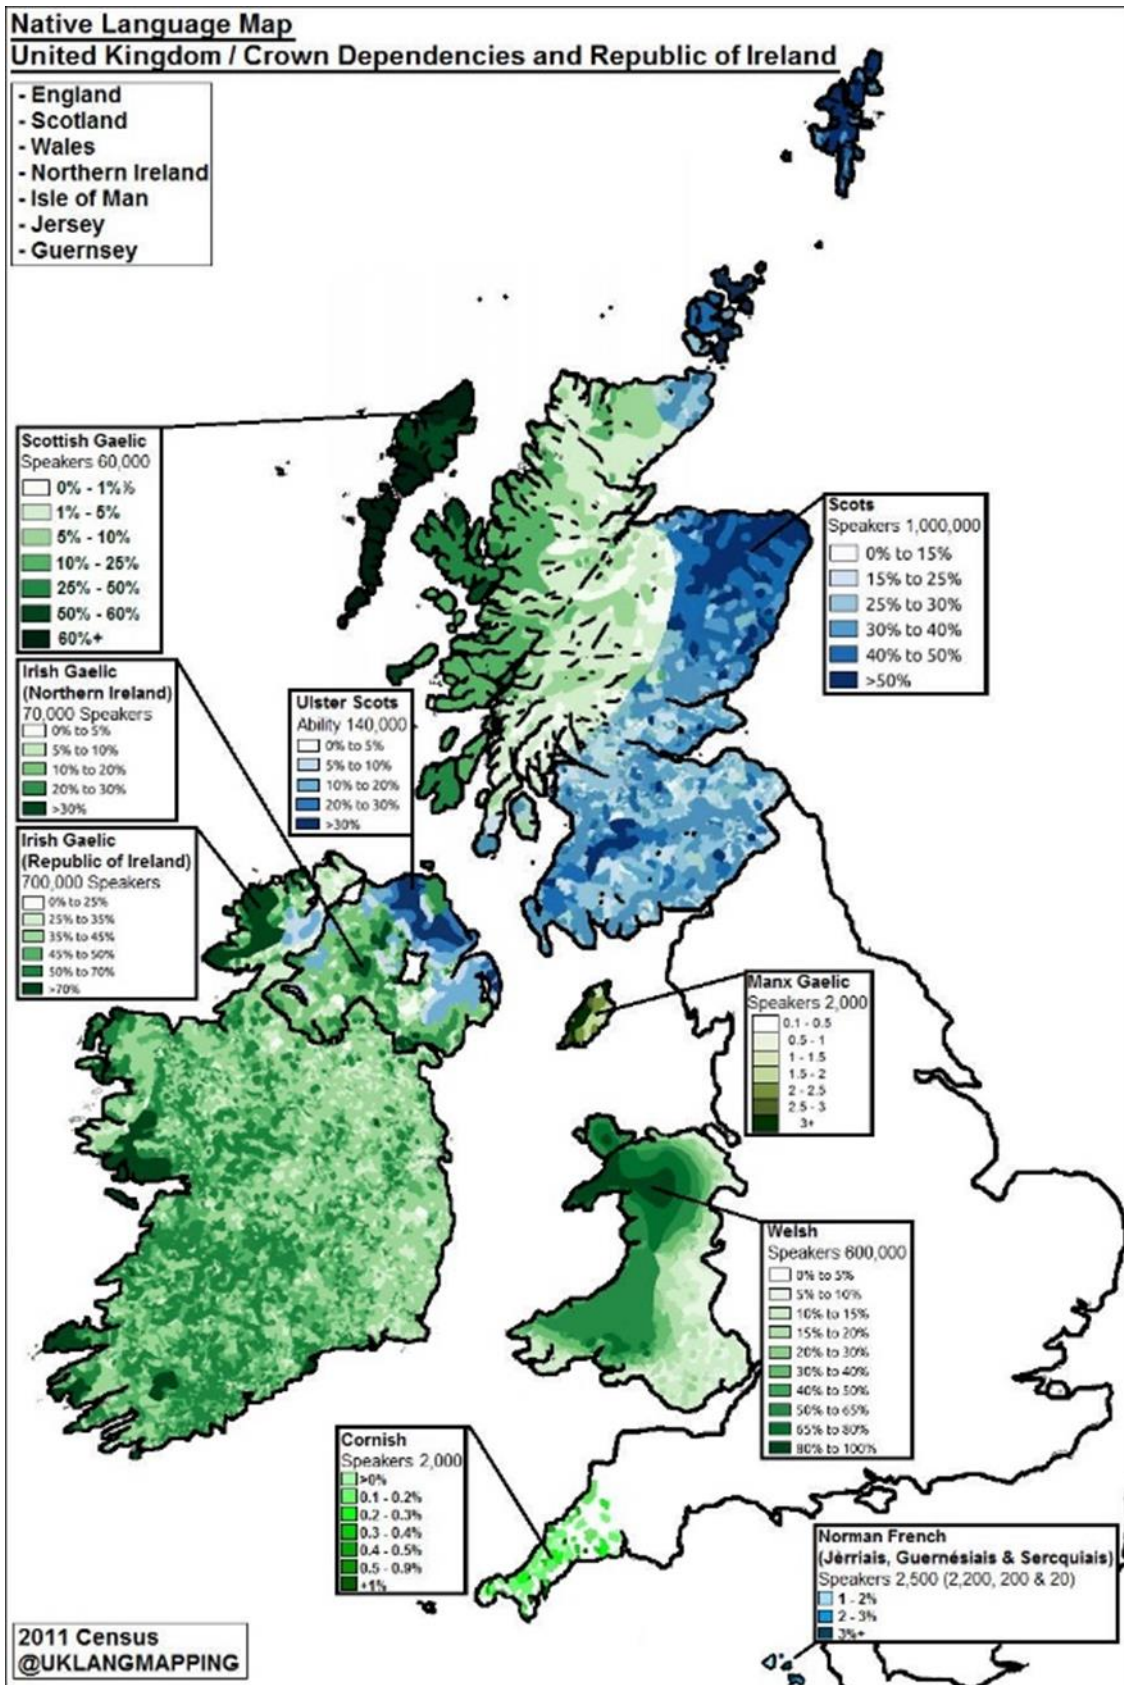 Native Language Map
United Kingdom / Crown Dependencies and Republic of Ireland
- England
- Scotland
- Wales
- Northern Ireland
- Isle of Man
- Jersey
- Guernsey
Scottish Gaelic
Speakers 60,000
0% - 1%
1% - 5%
5% - 10%
10% - 25%
25% - 50%
50% - 60%
60%+
Scots
Speakers 1,000,000
0% to 15%
15% to 25%
25% to 30%
30% to 40%
40% to 50%
>50%
Irish Gaelic
(Northern Ireland)
70,000 Speakers
0% to 5%
5% to 10%
10% to 20%
20% to 30%
>30%
Ulster Scots
Ability 140,000
0% to 5%
5% to 10%
10% to 20%
20% to 30%
>30%
Irish Gaelic
(Republic of Ireland)
700,000 Speakers
0% to 25%
25% to 35%
35% to 45%
45% to 50%
50% to 70%
>70%
Manx Gaelic
Speakers 2,000
0.1 - 0.5
0.5 - 1
1 - 1.5
1.5 - 2
2 - 2.5
2.5 - 3
3+
Welsh
Speakers 600,000
0% to 5%
5% to 10%
10% to 15%
15% to 20%
20% to 30%
30% to 40%
40% to 50%
50% to 65%
65% to 80%
80% to 100%
Cornish
Speakers 2,000
>0%
0.1 - 0.2%
0.2 - 0.3%
0.3 - 0.4%
0.4 - 0.5%
0.5 - 0.9%
+1%
Norman French
(Jèrriais, Guernésiais & Sercquiais)
Speakers 2,500 (2,200, 200 & 20)
1 - 2%
2 - 3%
3%+
2011 Census
@UKLANGMAPPING